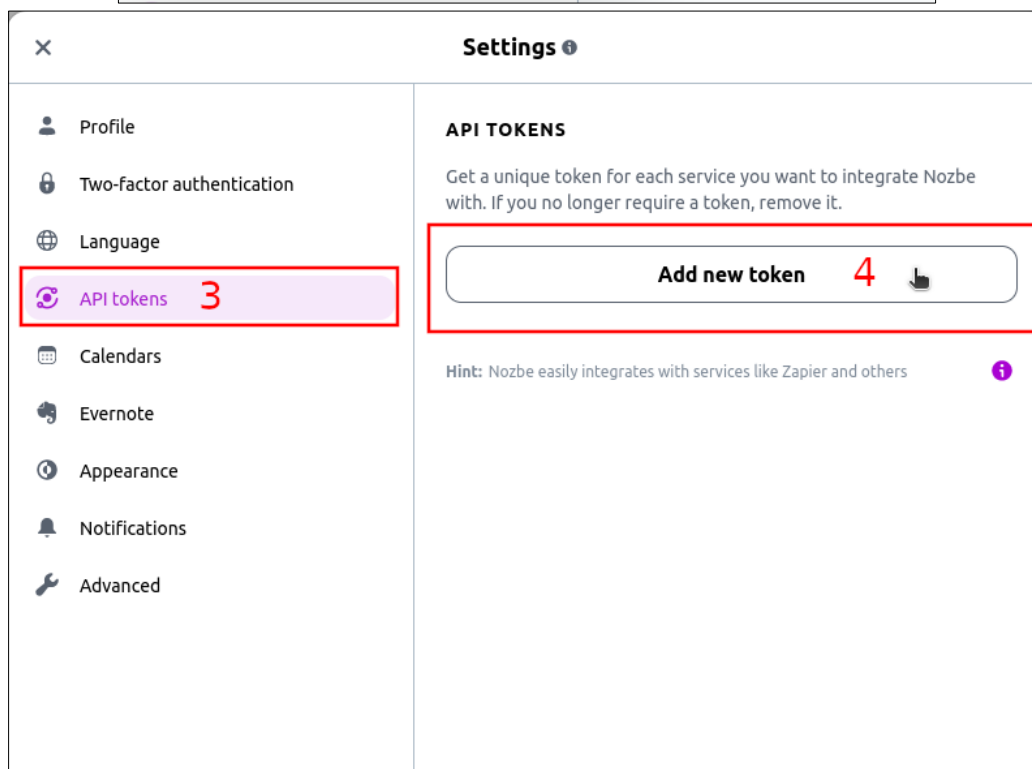 Settings
Profile
Two-factor authentication
Language
API tokens 3
Calendars
Evernote
Appearance
Notifications
Advanced
API TOKENS
Get a unique token for each service you want to integrate Nozbe
with. If you no longer require a token, remove it.
Add new token 4
Hint: Nozbe easily integrates with services like Zapier and others